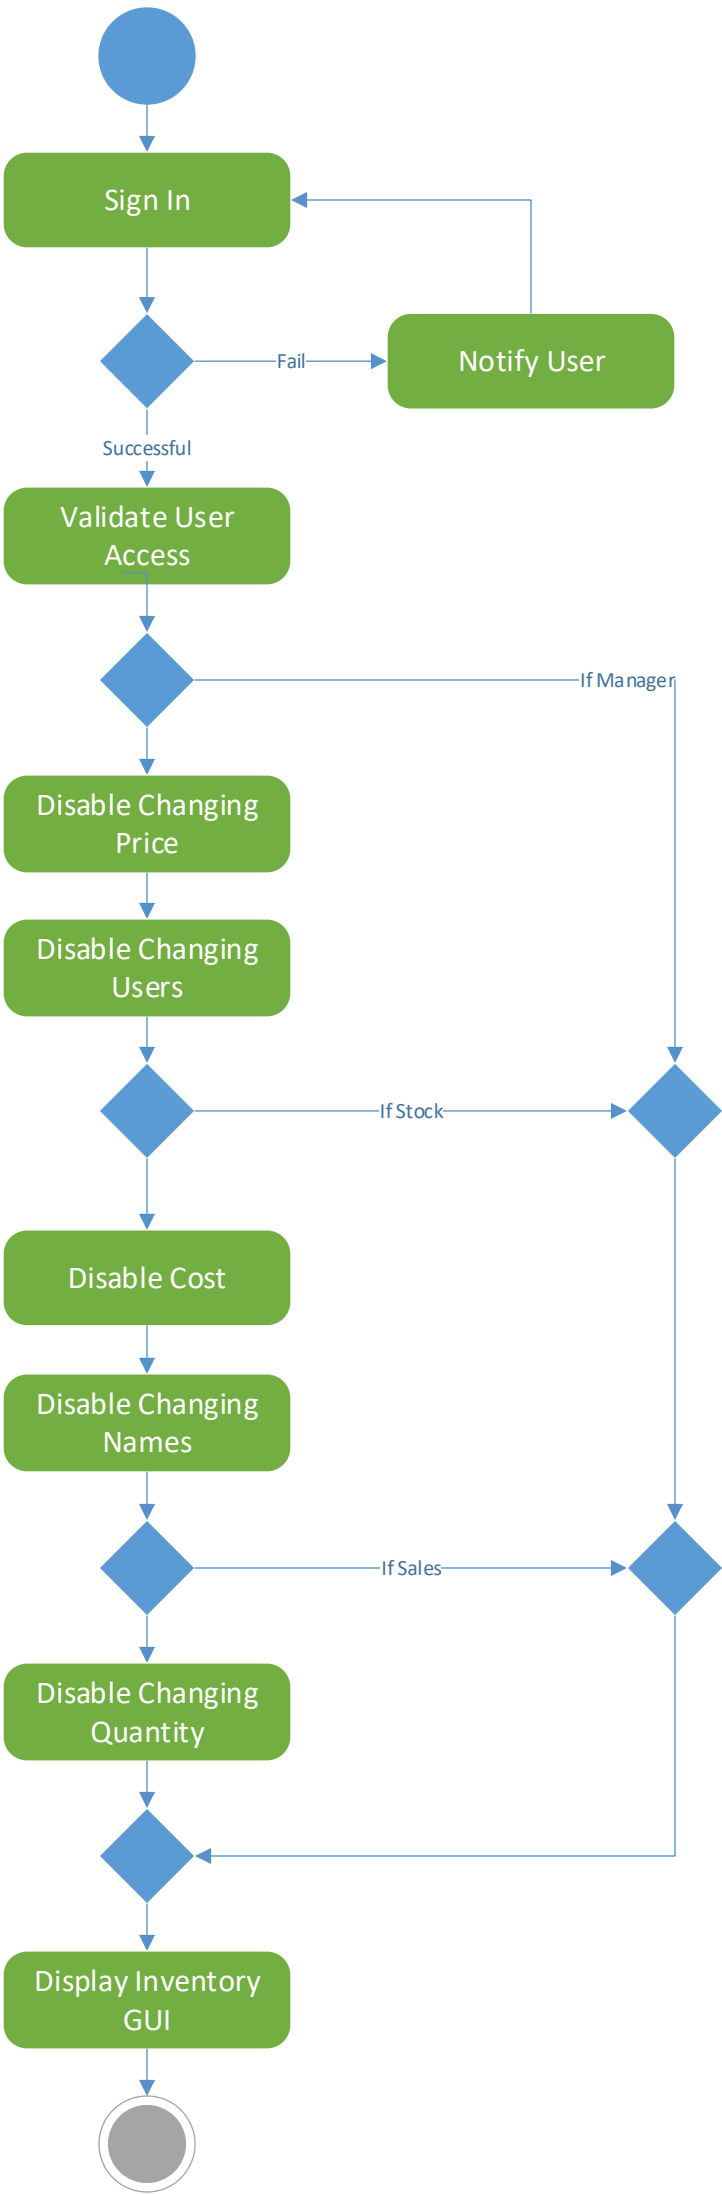 Sign In
Fail
Notify User
Successful
Validate User
Access
If Manager
Disable Changing
Price
Disable Changing
Users
If Stock
Disable Cost
Disable Changing
Names
If Sales
Disable Changing
Quantity
Display Inventory
GUI